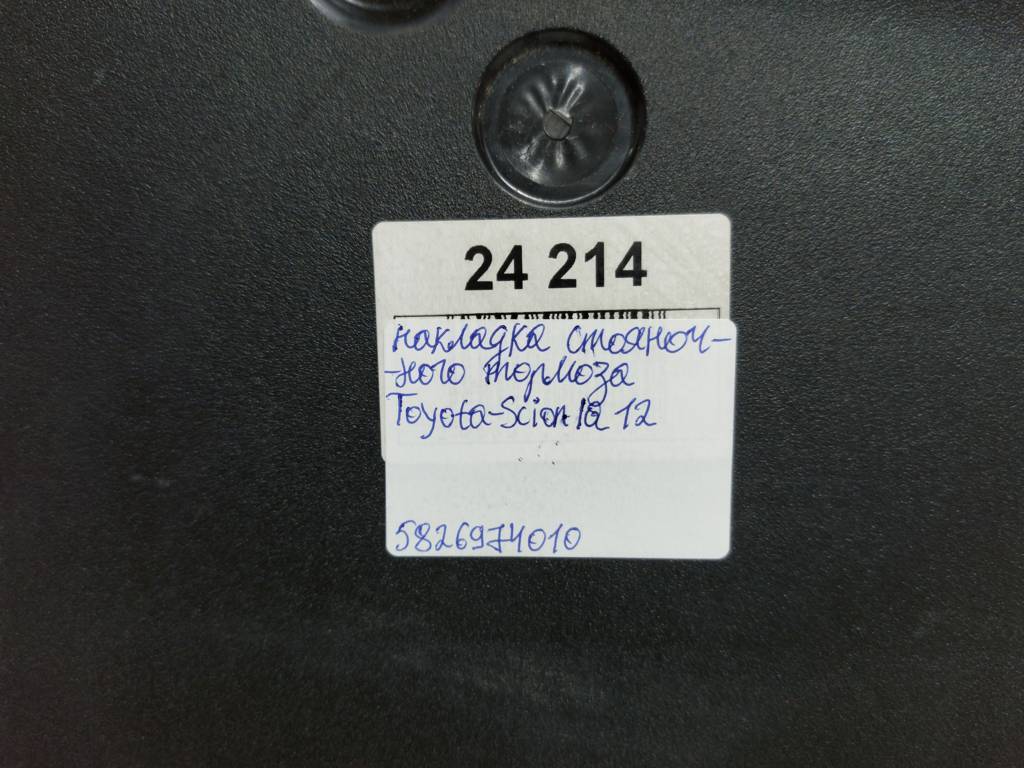 24 214
накладка стояноч-
-ного тормоза
Toyota-Scion Ia 12
5826974010